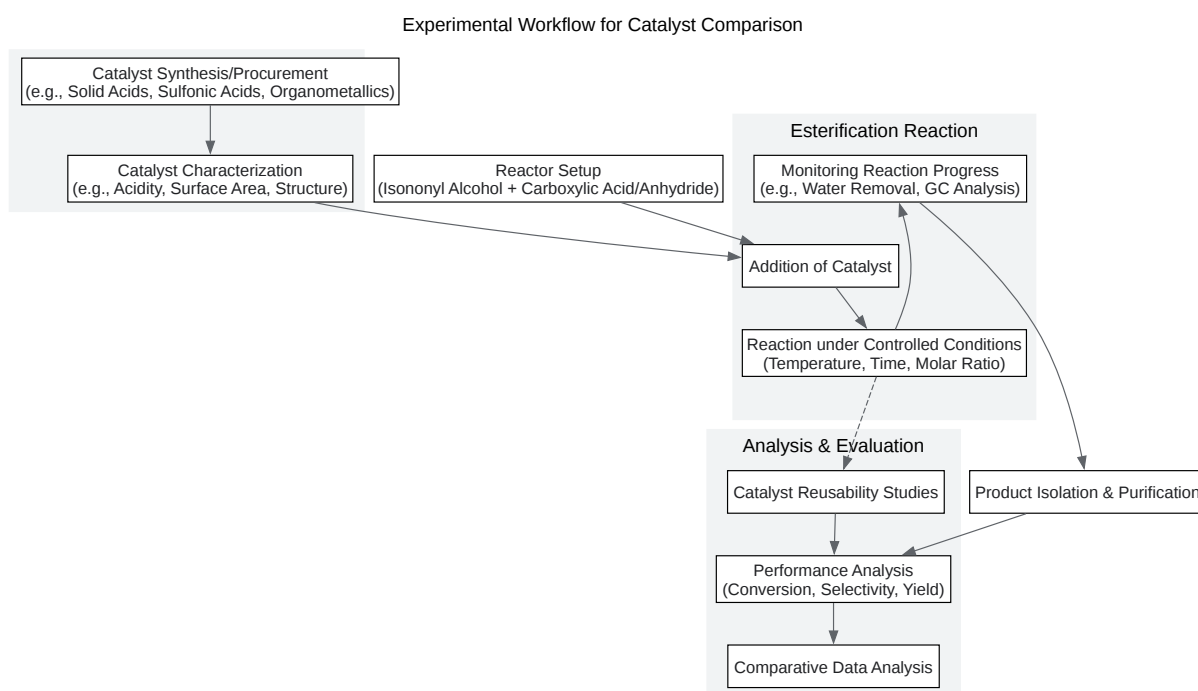 Experimental Workflow for Catalyst Comparison
Catalyst Synthesis/Procurement
(e.g., Solid Acids, Sulfonic Acids, Organometallics)
Catalyst Characterization
(e.g., Acidity, Surface Area, Structure)
Reactor Setup
(Isononyl Alcohol + Carboxylic Acid/Anhydride)
Esterification Reaction
Monitoring Reaction Progress
(e.g., Water Removal, GC Analysis)
Addition of Catalyst
Reaction under Controlled Conditions
(Temperature, Time, Molar Ratio)
Analysis & Evaluation
Catalyst Reusability Studies
Product Isolation & Purification
Performance Analysis
(Conversion, Selectivity, Yield)
Comparative Data Analysis